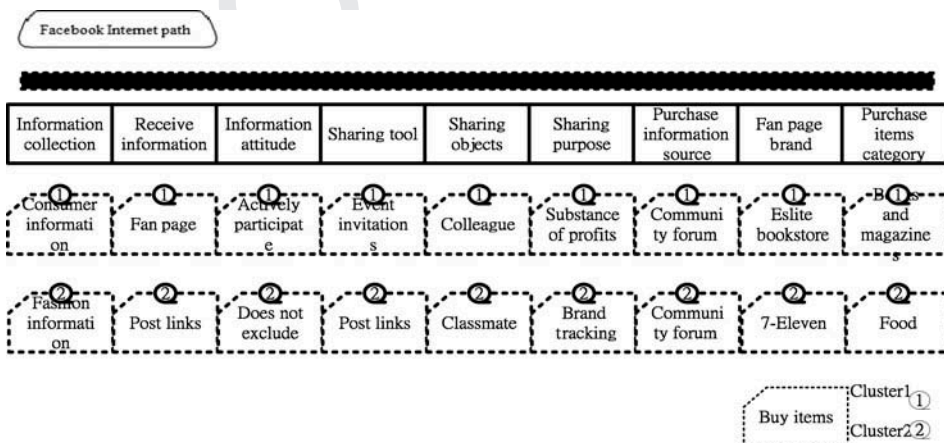 Facebook Internet path
Information collection
Receive information
Information attitude
Sharing tool
Sharing objects
Sharing purpose
Purchase information source
Fan page brand
Purchase items category
1 1 1 1 1 1 1 1 1
Consumer informati on
Fan page
Actively participat e
Event invitation s
Colleague
Substance of profits
Communi ty forum
Eslite bookstore
and magazine s
2 2 2 2 2 2 2 2 2
Fashion informati on
Post links
Does not exclude
Post links
Classmate
Brand tracking
Communi ty forum
7-Eleven
Food
Buy items
Cluster1 1
Cluster2 2